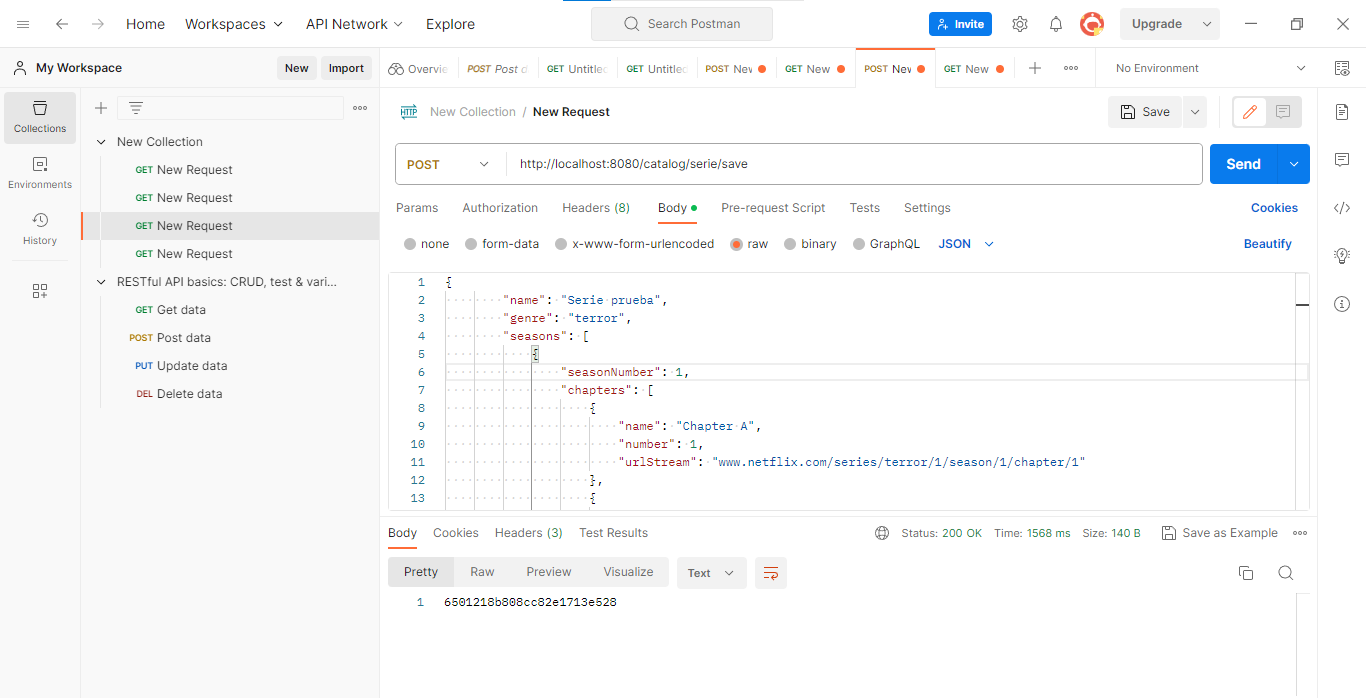 Home Workspaces API Network Explore Search Postman Invite Upgrade
My Workspace New Import Overvie POST Post d GET Untitled GET Untitled POST New GET New POST New GET New No Environment
Collections
Environments
History
New Collection
GET New Request
GET New Request
GET New Request
GET New Request
RESTful API basics: CRUD, test & vari...
GET Get data
POST Post data
PUT Update data
DEL Delete data
HTTP New Collection / New Request Save
POST http://localhost:8080/catalog/serie/save Send
Params Authorization Headers (8) Body Pre-request Script Tests Settings Cookies
none form-data x-www-form-urlencoded raw binary GraphQL JSON Beautify
1 {
2 "name": "Serie prueba",
3 "genre": "terror",
4 "seasons": [
5 {
6 "seasonNumber": 1,
7 "chapters": [
8 {
9 "name": "Chapter A",
10 "number": 1,
11 "urlStream": "www.netflix.com/series/terror/1/season/1/chapter/1"
12 },
13 {
Body Cookies Headers (3) Test Results Status: 200 OK Time: 1568 ms Size: 140 B Save as Example
Pretty Raw Preview Visualize Text
1 6501218b808cc82e1713e528